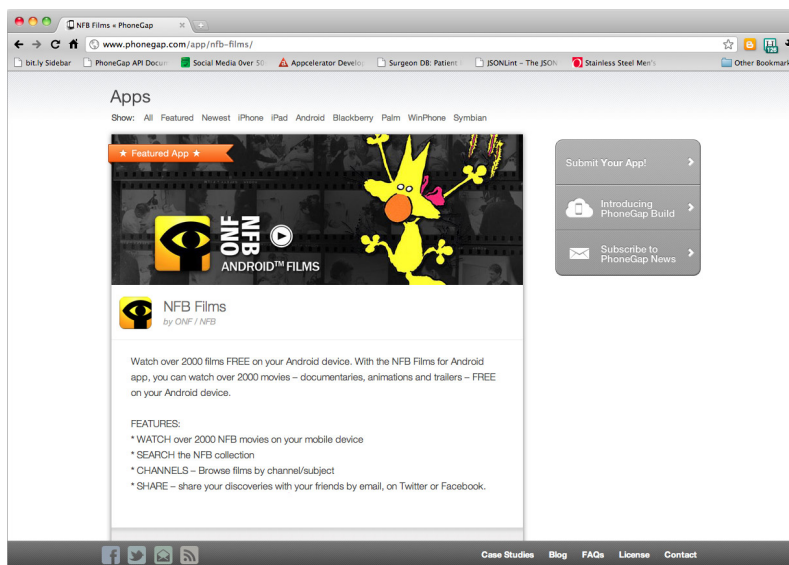 NFB Films « PhoneGap
www.phonegap.com/app/nfb-films/
bit.ly Sidebar PhoneGap API Docum Social Media 0ver 50 Appcelerator Develo Surgeon DB: Patient JSONLint – The JSON Stainless Steel Men's Other Bookmark
Apps
Show: All Featured Newest iPhone iPad Android Blackberry Palm WinPhone Symbian
★ Featured App ★
ONF NFB
ANDROID™ FILMS
NFB Films
by ONF / NFB
Watch over 2000 films FREE on your Android device. With the NFB Films for Android
app, you can watch over 2000 movies – documentaries, animations and trailers – FREE
on your Android device.
FEATURES:
* WATCH over 2000 NFB movies on your mobile device
* SEARCH the NFB collection
* CHANNELS – Browse films by channel/subject
* SHARE – share your discoveries with your friends by email, on Twitter or Facebook.
Submit Your App!
Introducing
PhoneGap Build
Subscribe to
PhoneGap News
Case Studies Blog FAQs License Contact